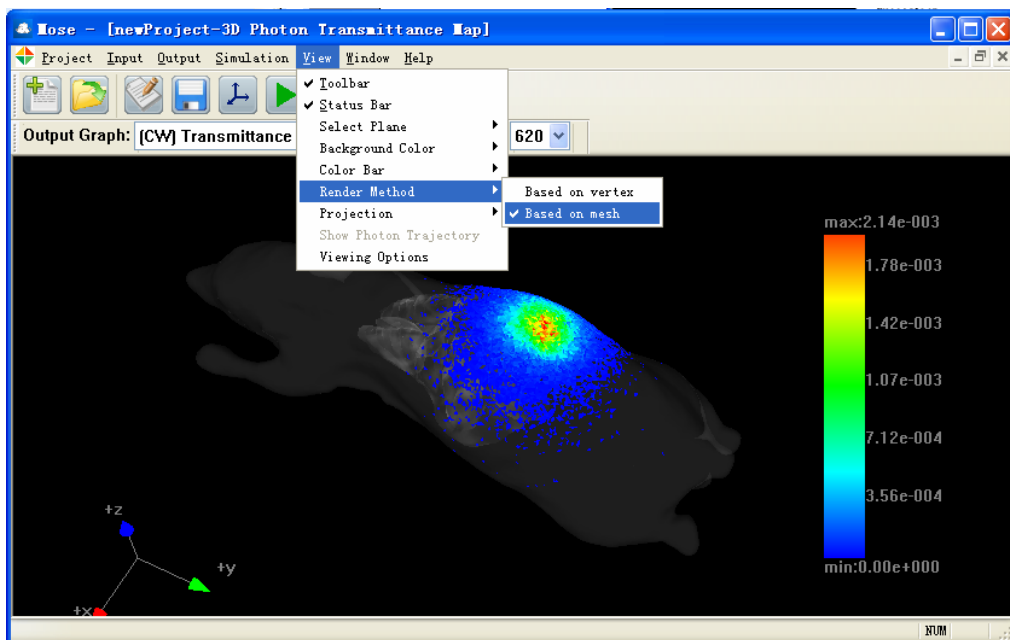 Mose - [newProject-3D Photon Transmittance Map]
Project Input Output Simulation View Window Help
Toolbar
Status Bar
Select Plane
Background Color
Color Bar
Render Method
Projection
Show Photon Trajectory
Viewing Options
Based on vertex
Based on mesh
Output Graph: (CW) Transmittance 620
max:2.14e-003
1.78e-003
1.42e-003
1.07e-003
7.12e-004
3.56e-004
min:0.00e+000
+z
+y
+x
NUM